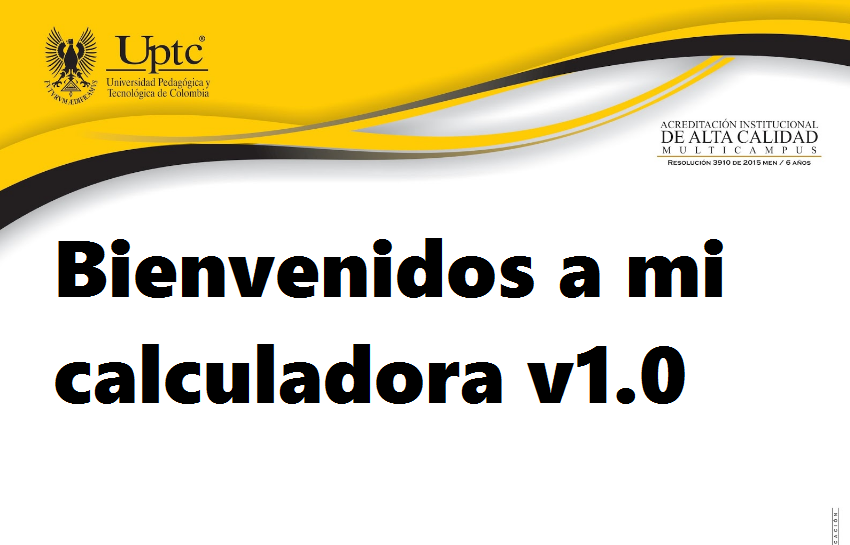 Uptc®
Universidad Pedagógica y
Tecnológica de Colombia
ACREDITACIÓN INSTITUCIONAL
DE ALTA CALIDAD
MULTICAMPUS
RESOLUCIÓN 3910 DE 2015 MEN / 6 AÑOS
Bienvenidos a mi
calculadora v1.0
CACIÓN